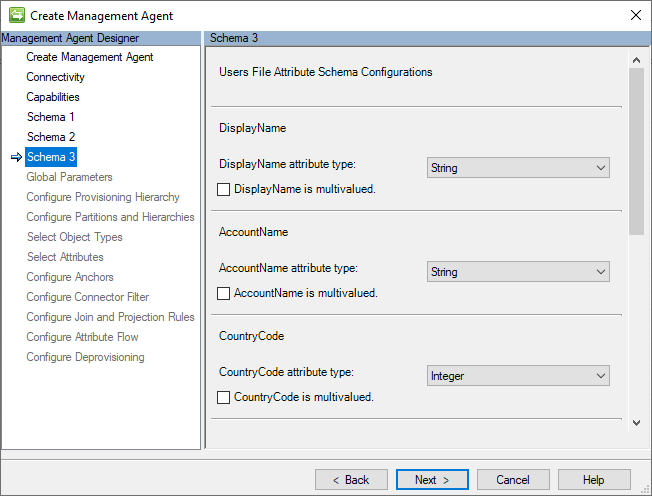 Create Management Agent
Management Agent Designer
Create Management Agent
Connectivity
Capabilities
Schema 1
Schema 2
Schema 3
Global Parameters
Configure Provisioning Hierarchy
Configure Partitions and Hierarchies
Select Object Types
Select Attributes
Configure Anchors
Configure Connector Filter
Configure Join and Projection Rules
Configure Attribute Flow
Configure Deprovisioning
Schema 3
Users File Attribute Schema Configurations
DisplayName
DisplayName attribute type: String
DisplayName is multivalued.
AccountName
AccountName attribute type: String
AccountName is multivalued.
CountryCode
CountryCode attribute type: Integer
CountryCode is multivalued.
< Back Next > Cancel Help